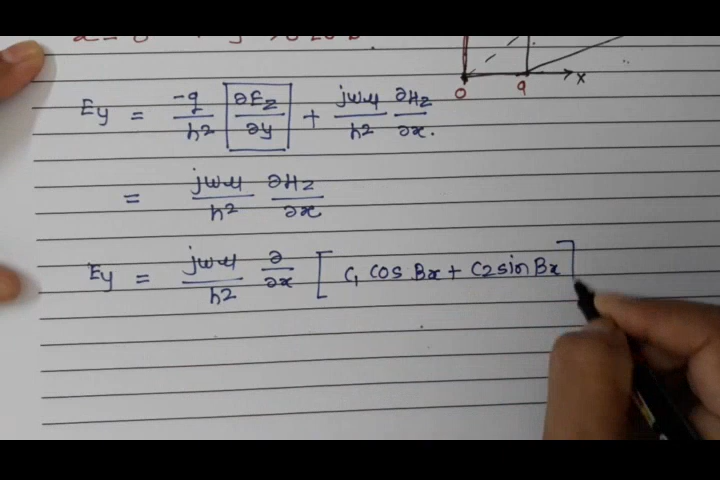 0 a x
Ey = -g/h² ∂Ez/∂y + jωμ/h² ∂Hz/∂x.
= jωμ/h² ∂Hz/∂x
Ey = jωμ/h² ∂/∂x [ C₁ cos Bx + C2 sin Bx ]